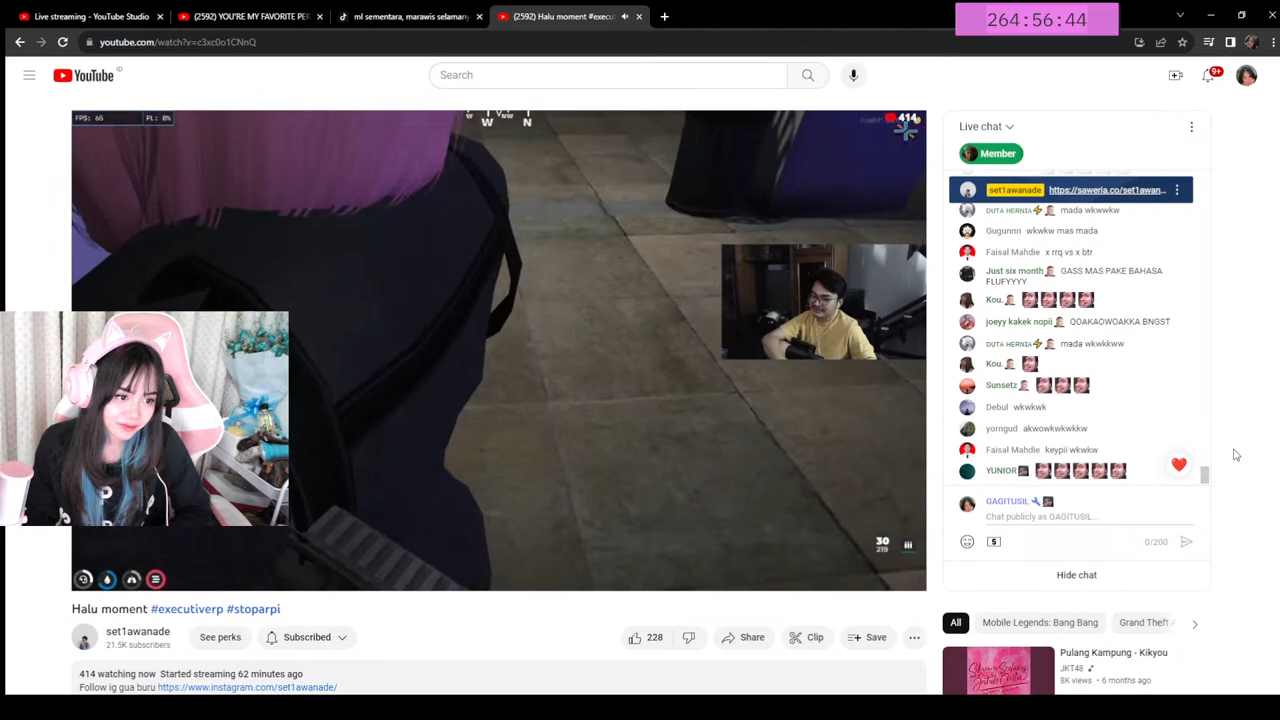 Live streaming - YouTube Studio
(2592) YOU'RE MY FAVORITE PER
ml sementara, marawis selaman
(2592) Halu moment #execut
264:56:44
youtube.com/watch?v=c3xc0o1CNnQ
YouTube ID
Search
9+
FPS: 65 PL: 0%
W W VNW N
414
Live chat
Member
set1awanade https://saweria.co/set1awan...
DUTA HERNIA mada wkwwkw
Gugunnn wkwkw mas mada
Faisal Mahdie x rrq vs x btr
Just six month GASS MAS PAKE BAHASA
FLUFYYYY
Kou.
joeyy kakek nopii QOAKAOWOAKKA BNGST
DUTA HERNIA mada wkwkkww
Kou.
Sunsetz
Debul wkwkwk
yorngud akwowkwkwkkw
Faisal Mahdie keypii wkwkw
YUNIOR
GAGITUSIL
Chat publicly as GAGITUSIL...
0/200
Hide chat
30
219
Halu moment #executiverp #stoparpi
set1awanade
21.5K subscribers
See perks
Subscribed
228
Share
Clip
Save
414 watching now Started streaming 62 minutes ago
Follow ig gua buru https://www.instagram.com/set1awanade/
All
Mobile Legends: Bang Bang
Grand Theft A
Pulang Kampung - Kikyou
JKT48
8K views • 6 months ago